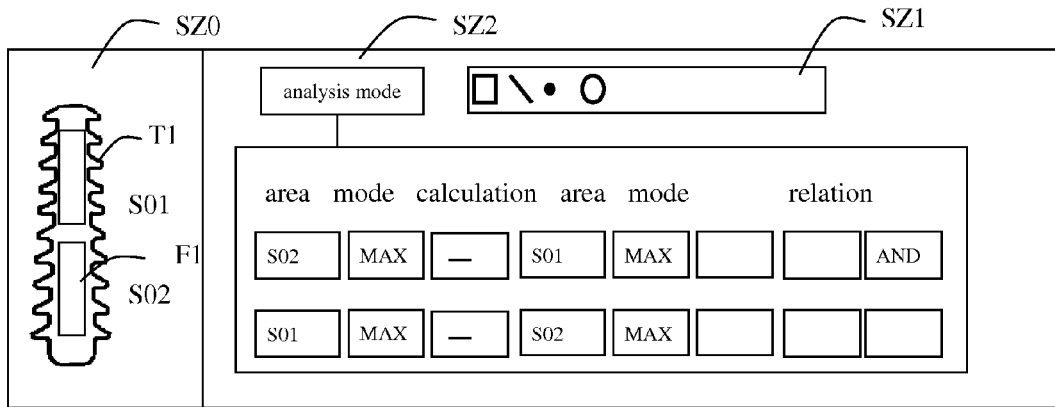 SZ0
SZ2
SZ1
analysis mode
T1
S01
F1
S02
area mode calculation area mode relation
S02 MAX — S01 MAX AND
S01 MAX — S02 MAX